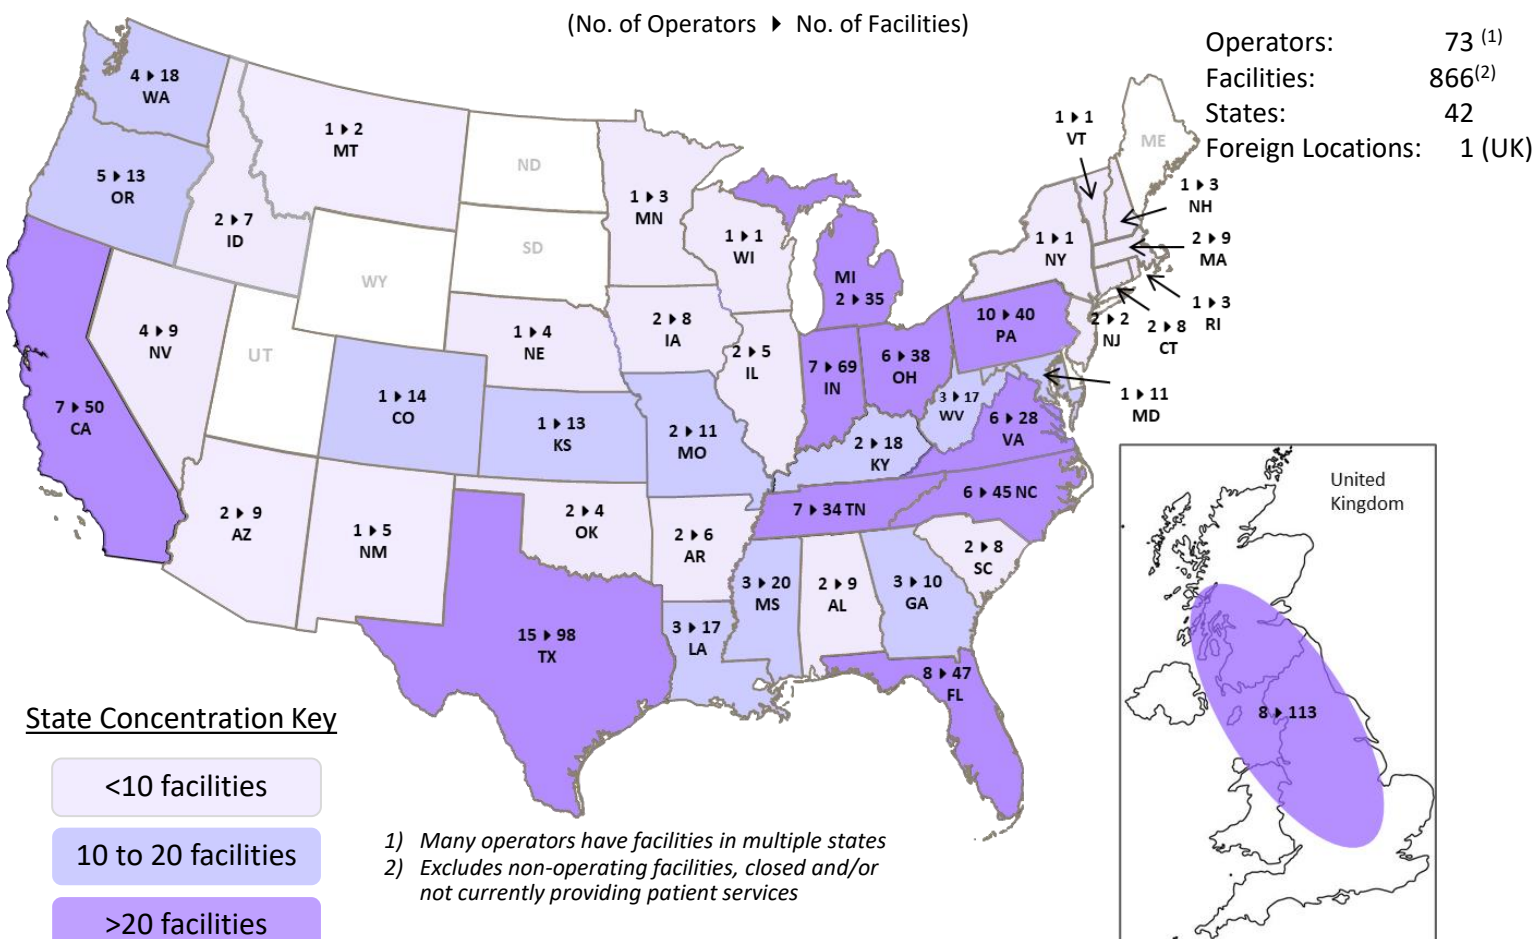 (No. of Operators ▶ No. of Facilities)
Operators: 73 (1)
Facilities: 866(2)
States: 42
Foreign Locations: 1 (UK)
4 ▶ 18
WA
1 ▶ 2
MT
ND
1 ▶ 1
VT
ME
5 ▶ 13
OR
2 ▶ 7
ID
1 ▶ 3
MN
1 ▶ 3
NH
SD
1 ▶ 1
WI
1 ▶ 1
NY
2 ▶ 9
MA
WY
MI
2 ▶ 35
1 ▶ 3
RI
4 ▶ 9
NV
UT
1 ▶ 4
NE
2 ▶ 8
IA
2 ▶ 5
IL
7 ▶ 69
IN
6 ▶ 38
OH
10 ▶ 40
PA
2 ▶ 2
NJ
2 ▶ 8
CT
7 ▶ 50
CA
1 ▶ 14
CO
1 ▶ 13
KS
2 ▶ 11
MO
2 ▶ 18
KY
3 ▶ 17
WV
6 ▶ 28
VA
1 ▶ 11
MD
2 ▶ 9
AZ
1 ▶ 5
NM
2 ▶ 4
OK
2 ▶ 6
AR
7 ▶ 34 TN
6 ▶ 45 NC
2 ▶ 8
SC
15 ▶ 98
TX
3 ▶ 17
LA
3 ▶ 20
MS
2 ▶ 9
AL
3 ▶ 10
GA
8 ▶ 47
FL
United
Kingdom
8 ▶ 113
State Concentration Key
<10 facilities
10 to 20 facilities
>20 facilities
1) Many operators have facilities in multiple states
2) Excludes non-operating facilities, closed and/or
not currently providing patient services